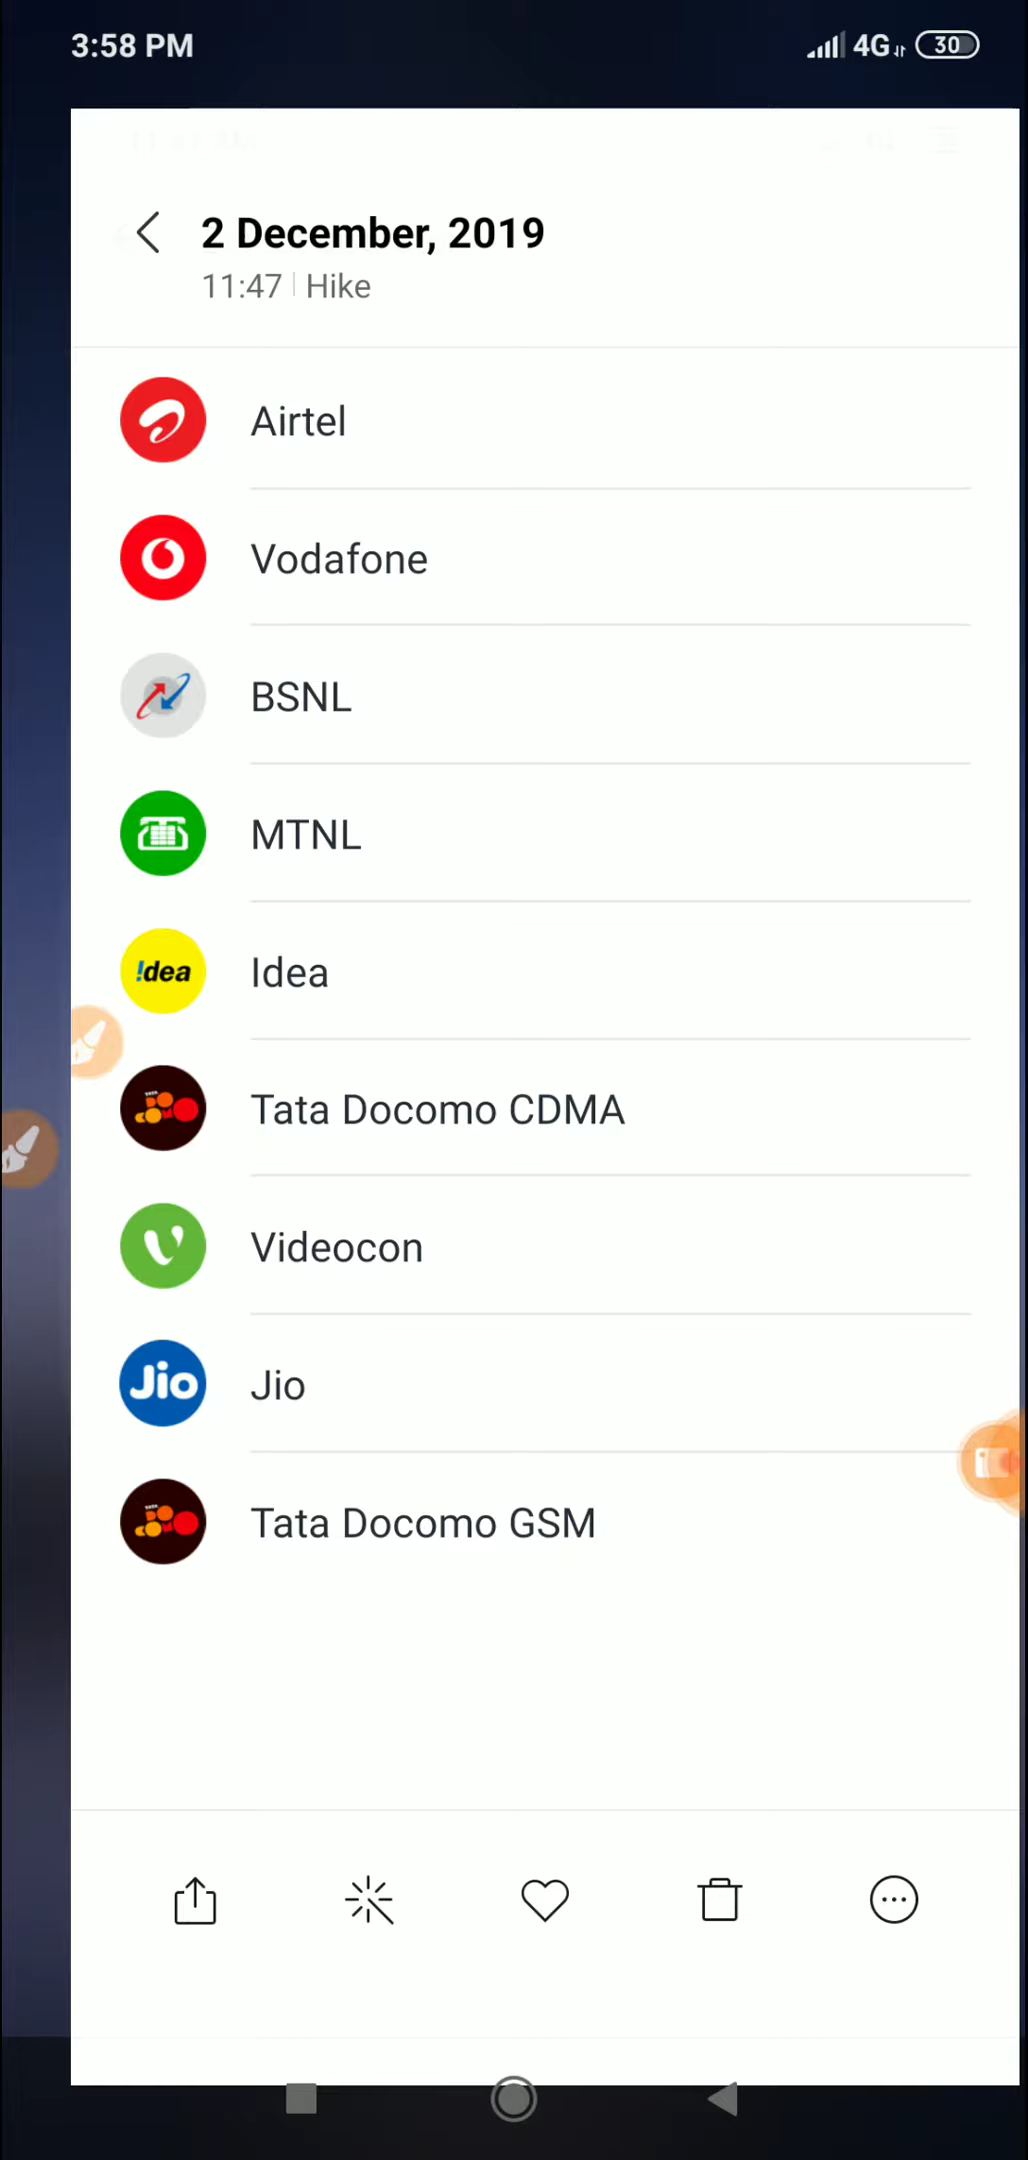 3:58 PM
4G 30
2 December, 2019
11:47 Hike
Airtel
Vodafone
BSNL
MTNL
!dea
Idea
Tata Docomo CDMA
Videocon
Jio
Jio
Tata Docomo GSM